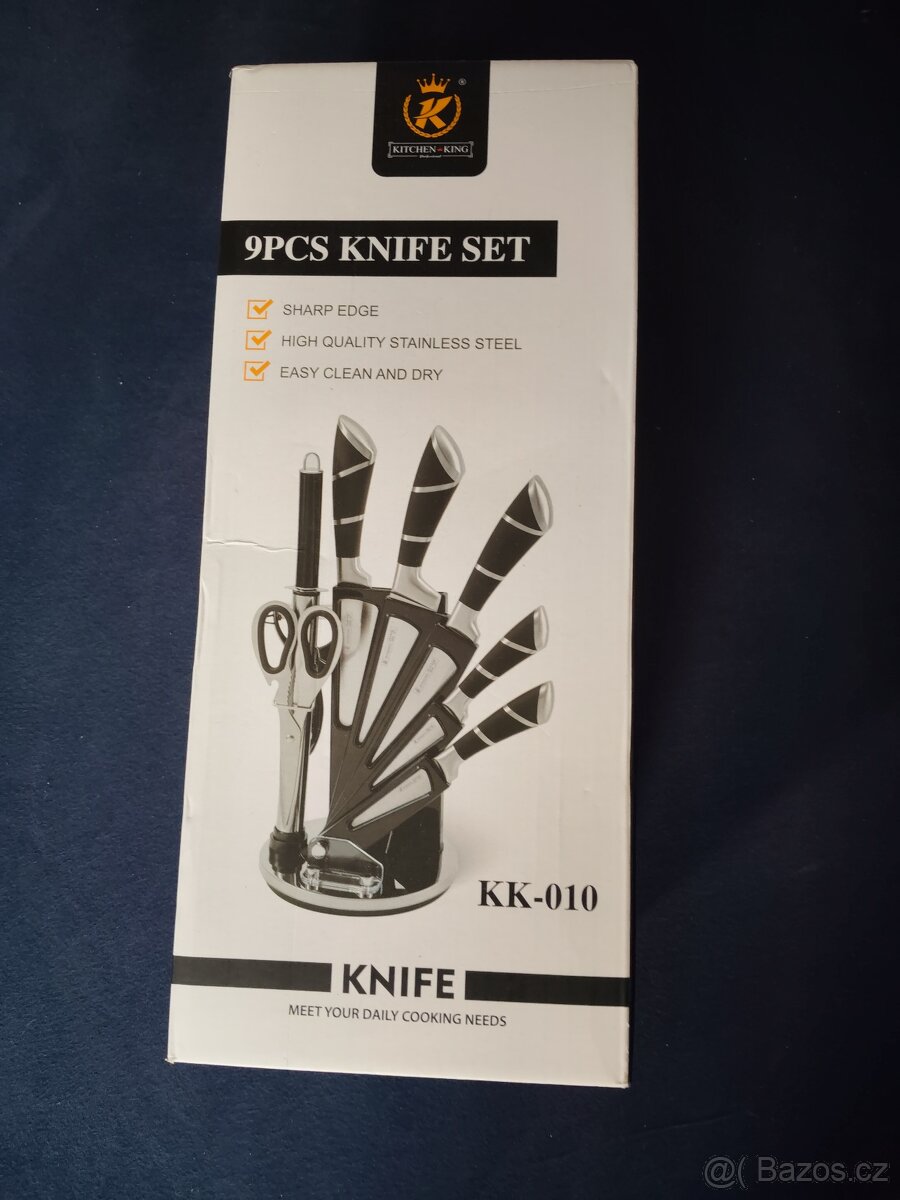 K ®
KITCHEN KING
Professional
9PCS KNIFE SET
SHARP EDGE
HIGH QUALITY STAINLESS STEEL
EASY CLEAN AND DRY
KK-010
KNIFE
MEET YOUR DAILY COOKING NEEDS
@( Bazos.cz